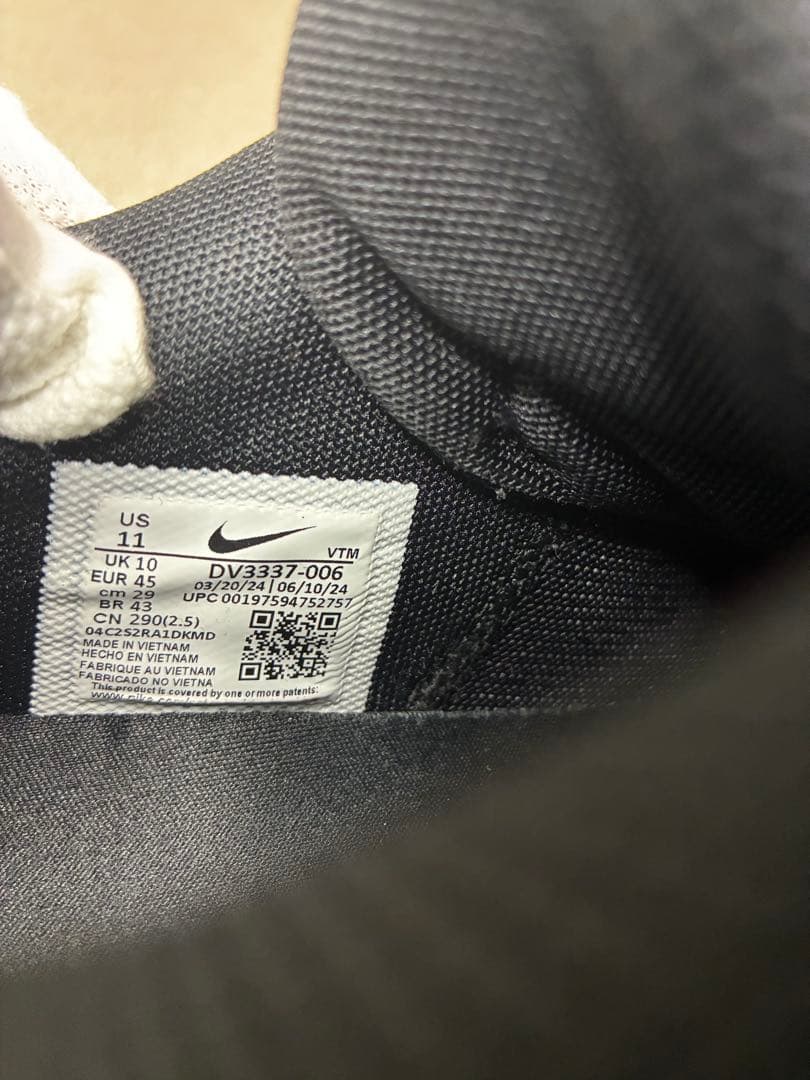 US
11
VTM
UK 10
DV3337-006
EUR 45
03/20/24 | 06/10/24
cm 29
UPC 00197594752757
BR 43
CN 290(2.5)
04C2S2RA1DKMD
MADE IN VIETNAM
HECHO EN VIETNAM
FABRIQUE AU VIETNAM
FABRICADO NO VIETNA
This product is covered by one or more patents: